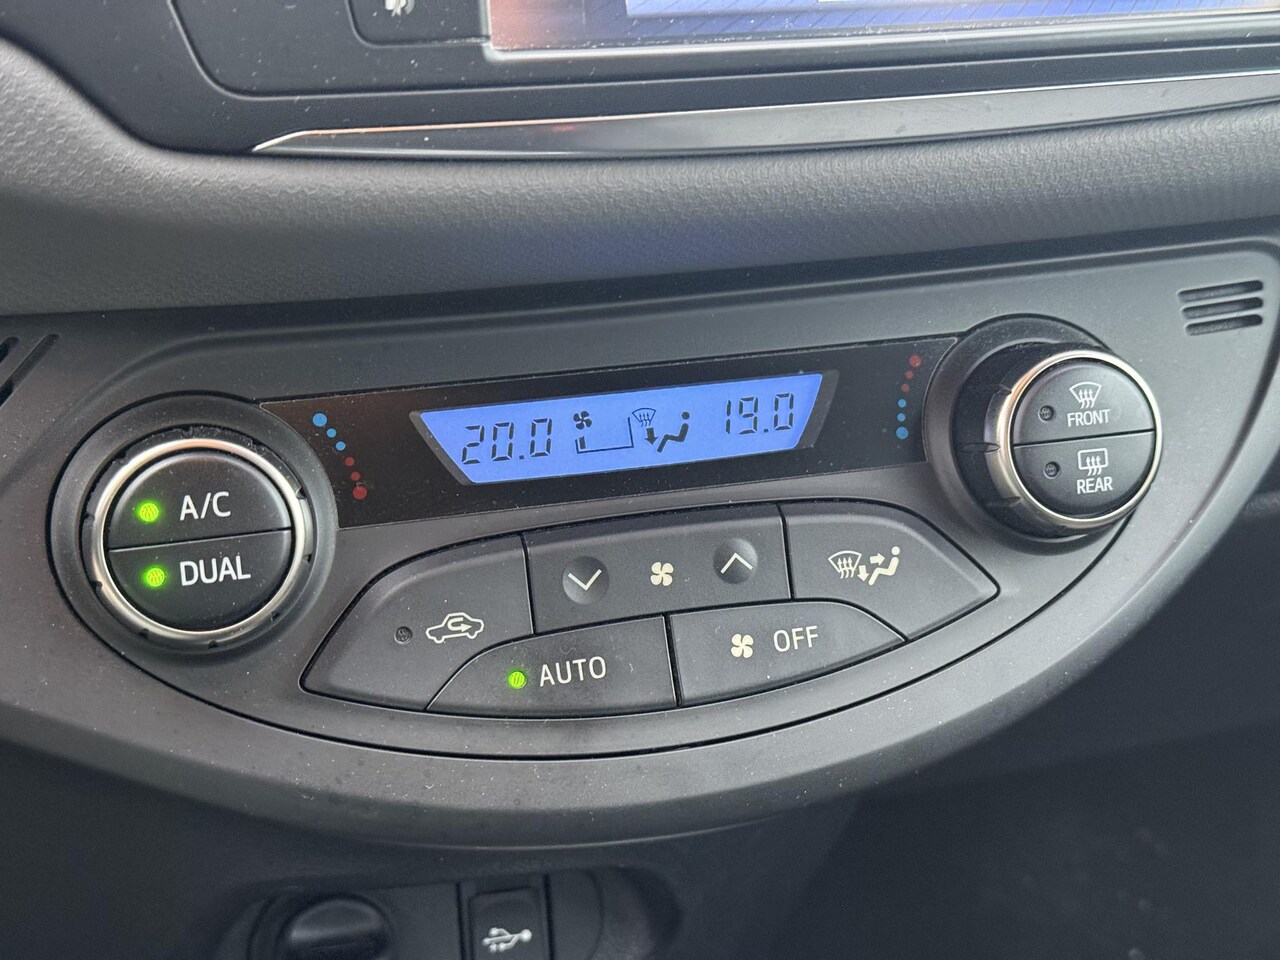 20.0 19.0
FRONT
REAR
A/C
DUAL
AUTO
OFF